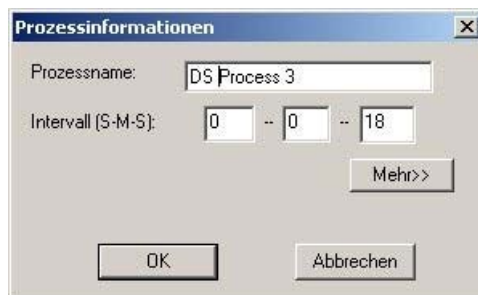 Prozessinformationen
Prozessname: DS Process 3
Intervall (S-M-S): 0 -- 0 -- 18
Mehr>>
OK Abbrechen